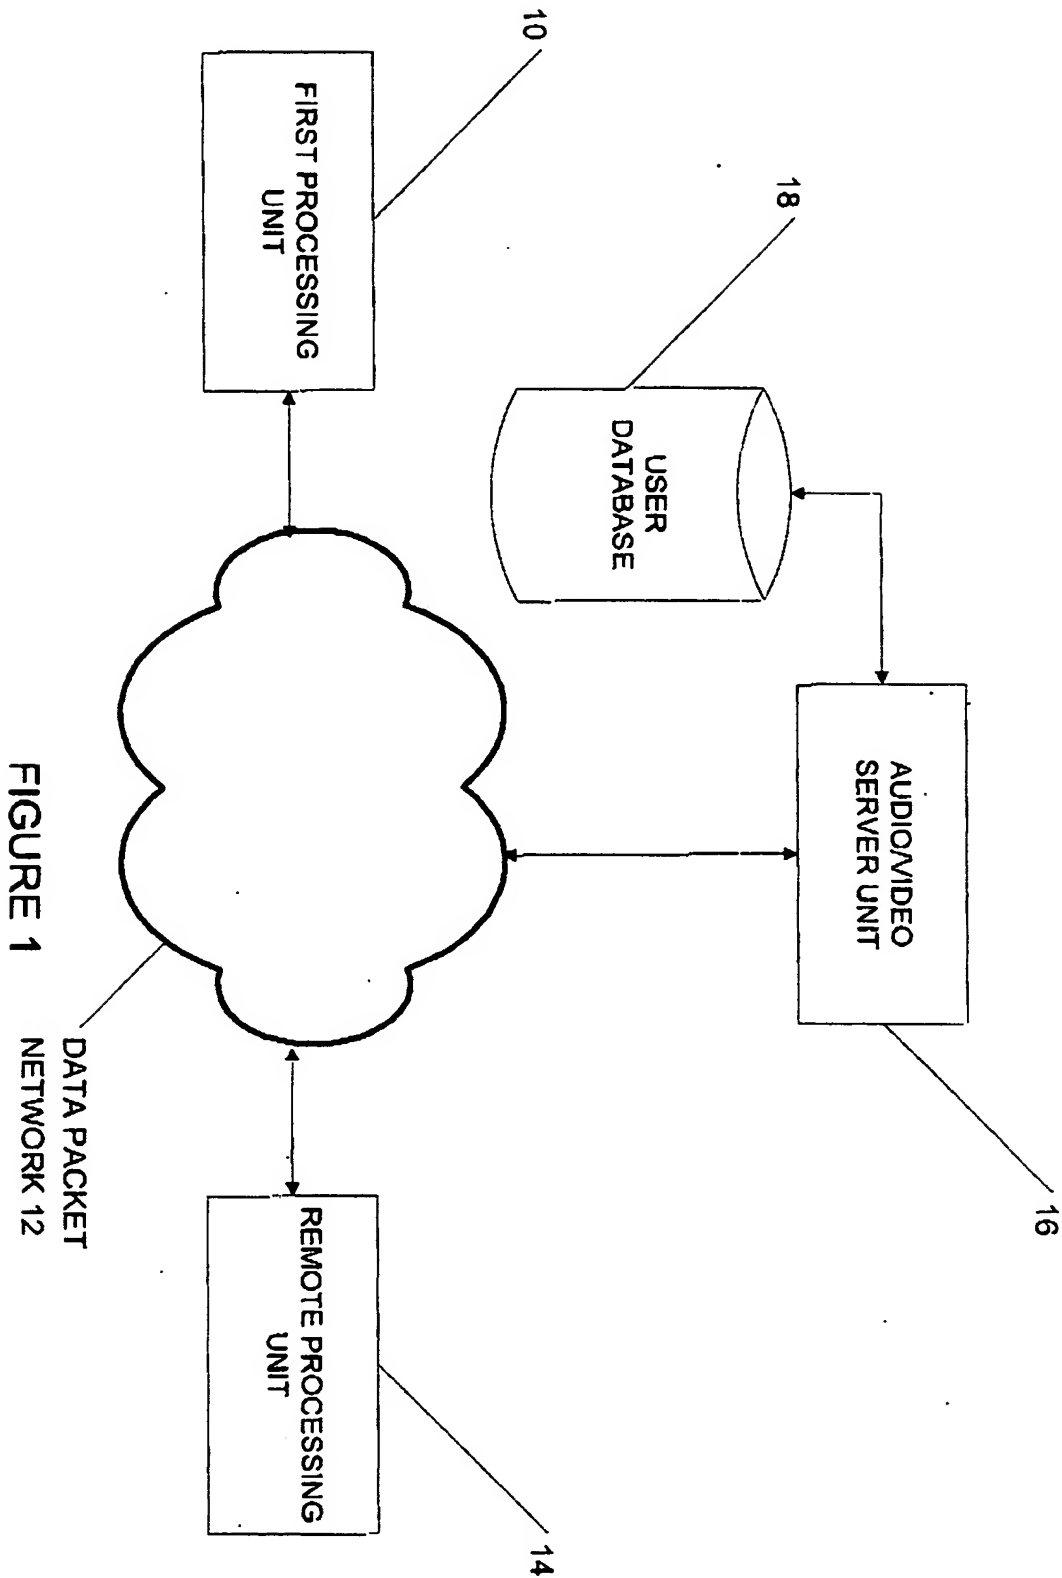 16
AUDIO/VIDEO
SERVER UNIT
18
USER
DATABASE
10
FIRST PROCESSING
UNIT
14
REMOTE PROCESSING
UNIT
DATA PACKET
NETWORK 12
FIGURE 1